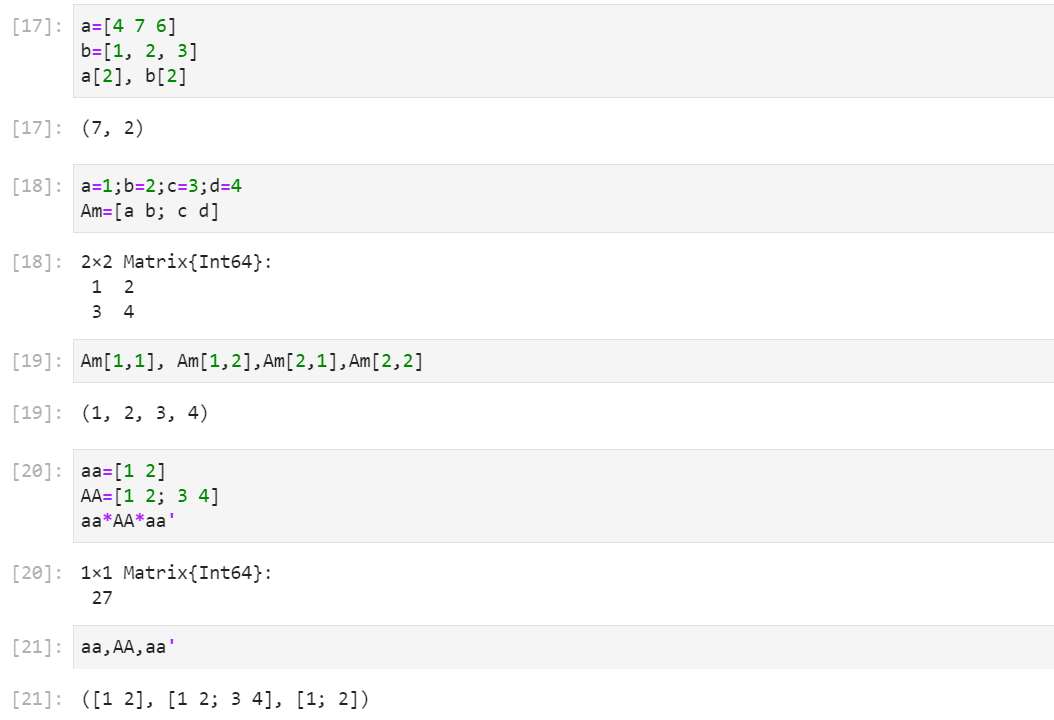 [17]: a=[4 7 6]
b=[1, 2, 3]
a[2], b[2]
[17]: (7, 2)
[18]: a=1;b=2;c=3;d=4
Am=[a b; c d]
[18]: 2×2 Matrix{Int64}:
1 2
3 4
[19]: Am[1,1], Am[1,2],Am[2,1],Am[2,2]
[19]: (1, 2, 3, 4)
[20]: aa=[1 2]
AA=[1 2; 3 4]
aa*AA*aa'
[20]: 1×1 Matrix{Int64}:
27
[21]: aa,AA,aa'
[21]: ([1 2], [1 2; 3 4], [1; 2])